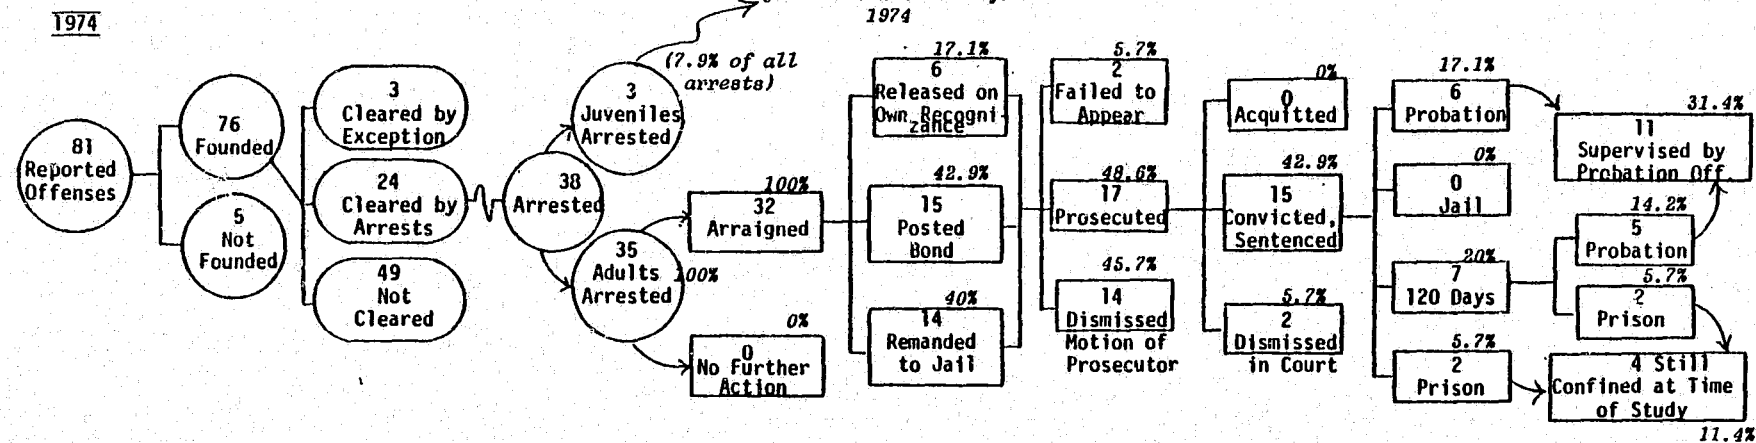 1974
1974
81
Reported
Offenses
76
Founded
5
Not
Founded
3
Cleared by
Exception
24
Cleared by
Arrests
49
Not
Cleared
38
Arrested
3
Juveniles
Arrested
(7.9% of all
arrests)
35
Adults
Arrested
100%
100%
32
Arraigned
0%
0
No Further
Action
17.1%
6
Released on
Own Recogni-
zance
42.9%
15
Posted
Bond
40%
14
Remanded
to Jail
5.7%
2
Failed to
Appear
48.6%
17
Prosecuted
45.7%
14
Dismissed
Motion of
Prosecutor
0%
0
Acquitted
42.9%
15
Convicted,
Sentenced
5.7%
2
Dismissed
in Court
17.1%
6
Probation
0%
0
Jail
20%
7
120 Days
5.7%
2
Prison
31.4%
11
Supervised by
Probation Off.
14.2%
5
Probation
5.7%
2
Prison
4 Still
Confined at Time
of Study
11.4%